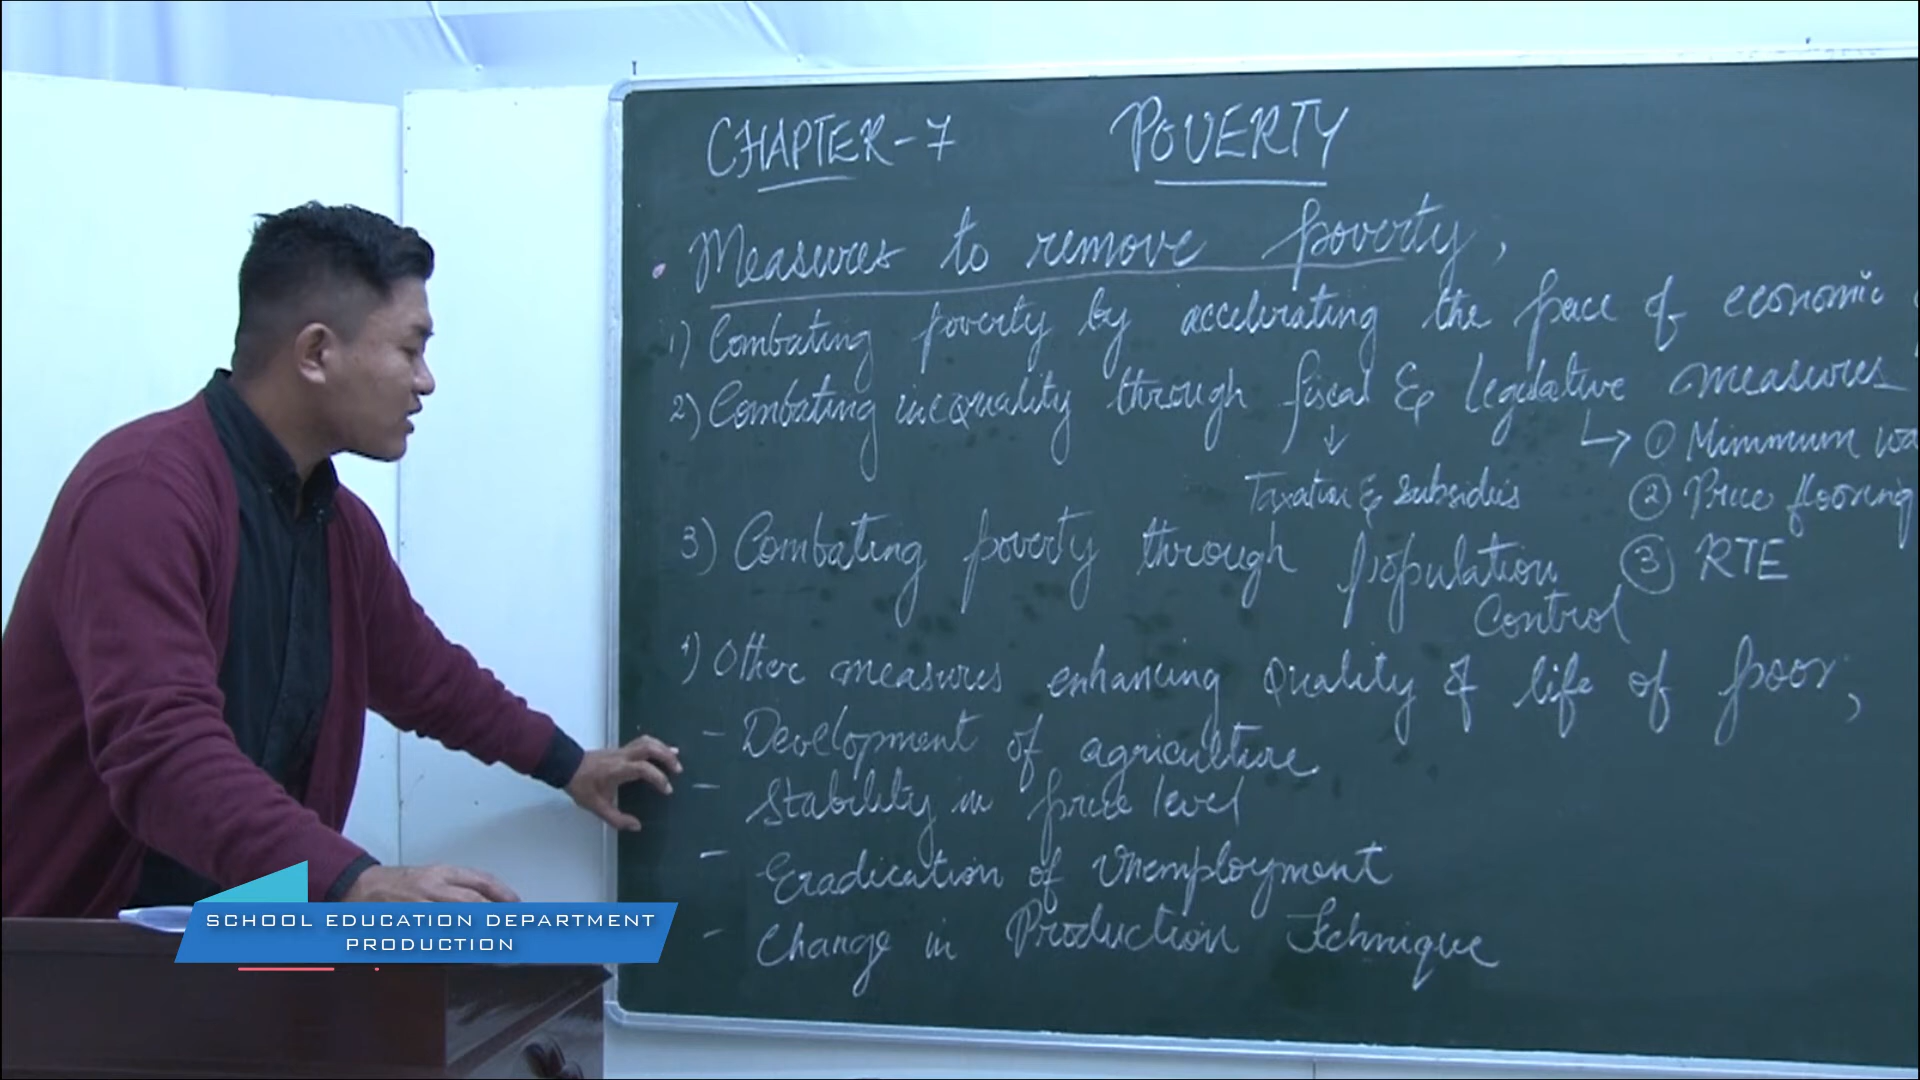 CHAPTER-7 POVERTY
Measures to remove poverty,
1) Combating poverty by accelerating the pace of economic
2) Combating inequality through fiscal & legislative measures
↓
Taxation & Subsidies
↳ ① Minimum wa
② Price flooring
③ RTE
3) Combating poverty through population
Control
4) Other measures enhancing Quality of life of poor;
- Development of agriculture
- Stability in price level
- Eradication of Unemployment
- Change in Production Technique
SCHOOL EDUCATION DEPARTMENT
PRODUCTION